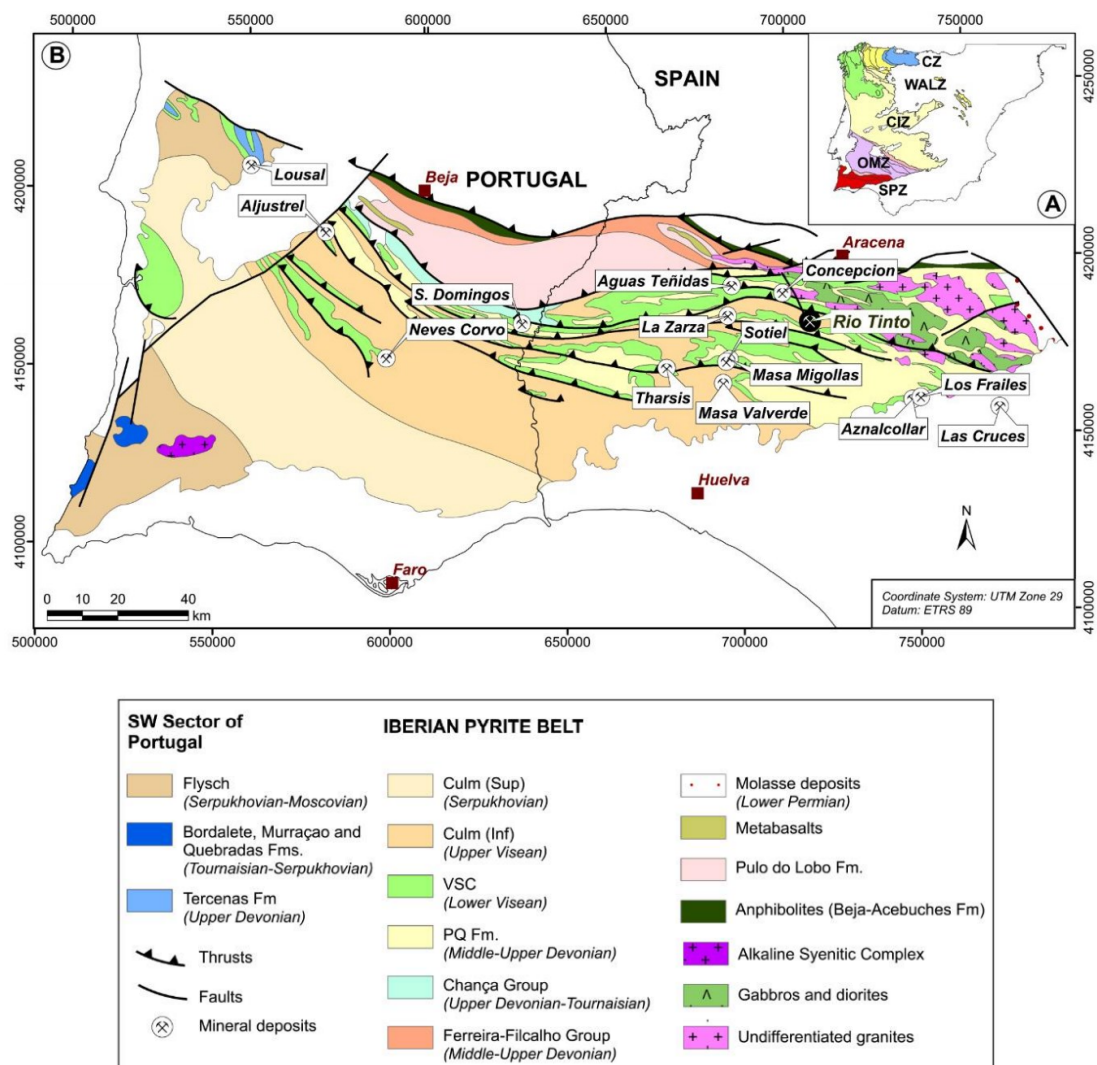 500000
550000
600000
650000
700000
750000
B
A
SPAIN
PORTUGAL
CZ
WALZ
CIZ
OMZ
SPZ
4250000
4200000
4200000
4150000
4150000
4100000
4100000
Lousal
Beja
Aljustrel
Aracena
Concepcion
Aguas Teñidas
S. Domingos
La Zarza
Sotiel
Rio Tinto
Neves Corvo
Masa Migollas
Los Frailes
Tharsis
Masa Valverde
Aznalcollar
Las Cruces
Huelva
N
Faro
0 10 20 40
km
Coordinate System: UTM Zone 29
Datum: ETRS 89
500000
550000
600000
650000
700000
750000
SW Sector of
Portugal
Flysch
(Serpukhovian-Moscovian)
Bordalete, Murraçao and
Quebradas Fms.
(Tournaisian-Serpukhovian)
Tercenas Fm
(Upper Devonian)
Thrusts
Faults
Mineral deposits
IBERIAN PYRITE BELT
Culm (Sup)
(Serpukhovian)
Culm (Inf)
(Upper Visean)
VSC
(Lower Visean)
PQ Fm.
(Middle-Upper Devonian)
Chança Group
(Upper Devonian-Tournaisian)
Ferreira-Filcalho Group
(Middle-Upper Devonian)
Molasse deposits
(Lower Permian)
Metabasalts
Pulo do Lobo Fm.
Anphibolites (Beja-Acebuches Fm)
Alkaline Syenitic Complex
Gabbros and diorites
Undifferentiated granites